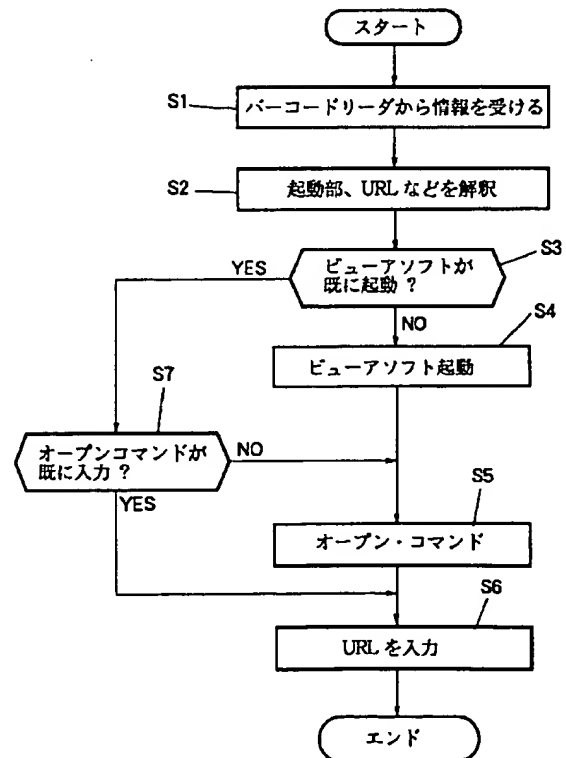 スタート
S1
バーコードリーダから情報を受ける
S2
起動部、URLなどを解釈
S3
ビューアソフトが
既に起動 ?
YES
NO
S4
ビューアソフト起動
S7
オープンコマンドが
既に入力 ?
NO
YES
S5
オープン・コマンド
S6
URLを入力
エンド